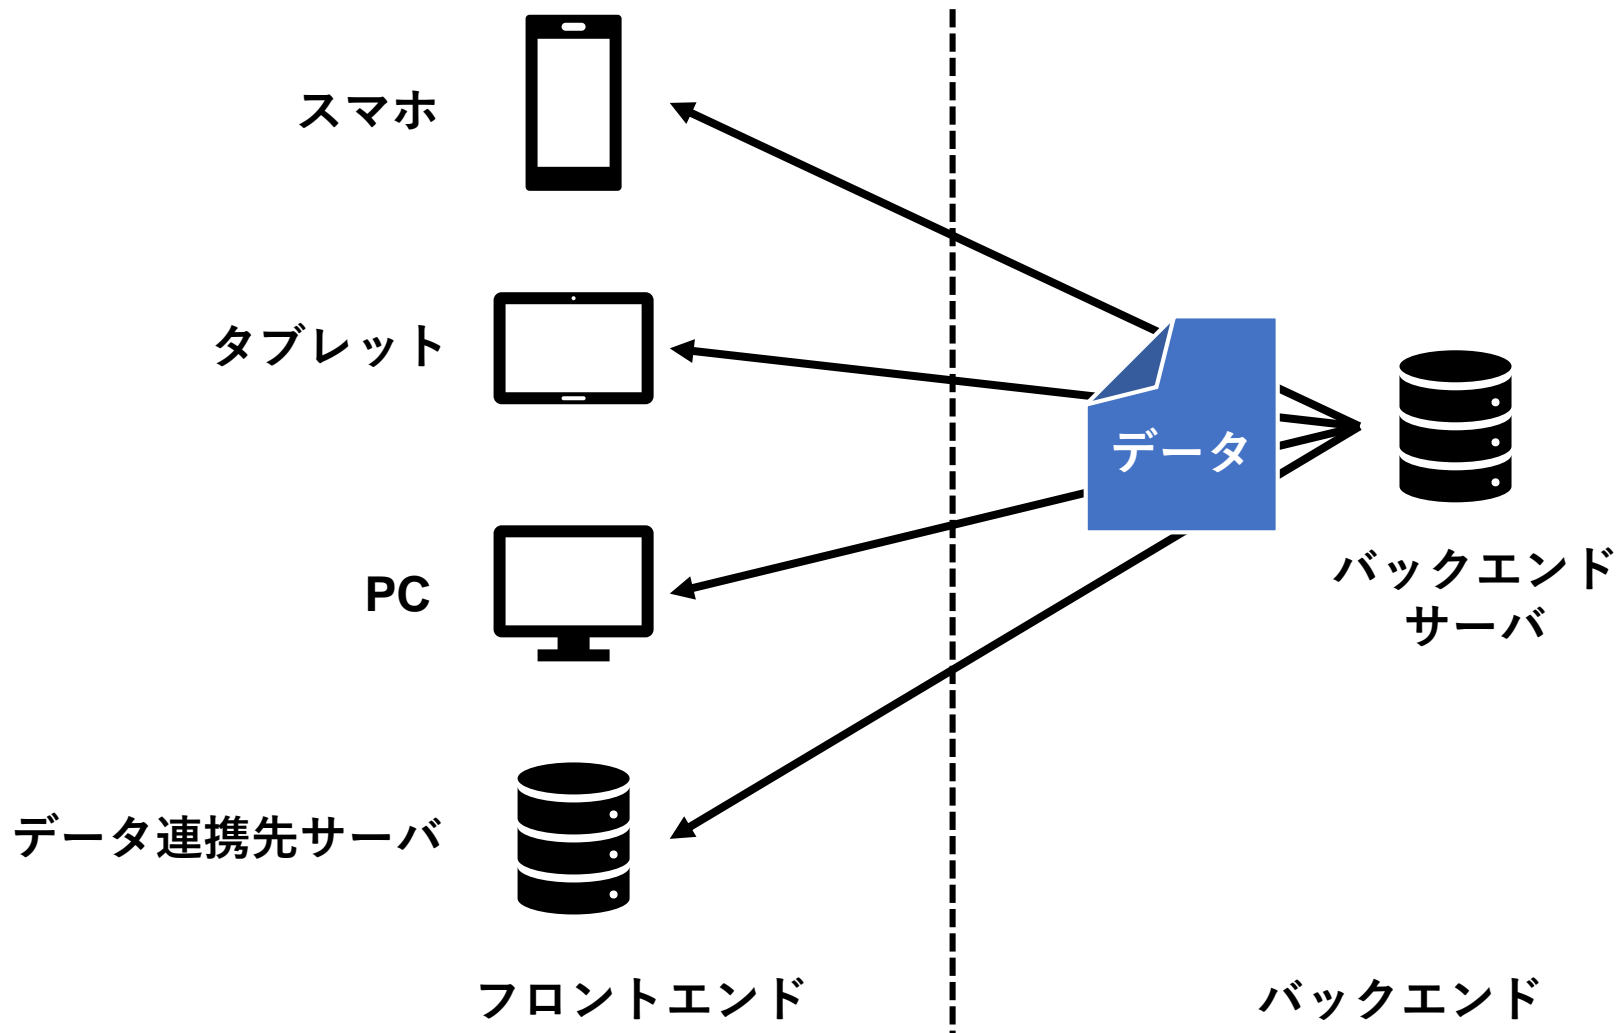 スマホ
タブレット
データ
バックエンド
サーバ
PC
データ連携先サーバ
フロントエンド
バックエンド